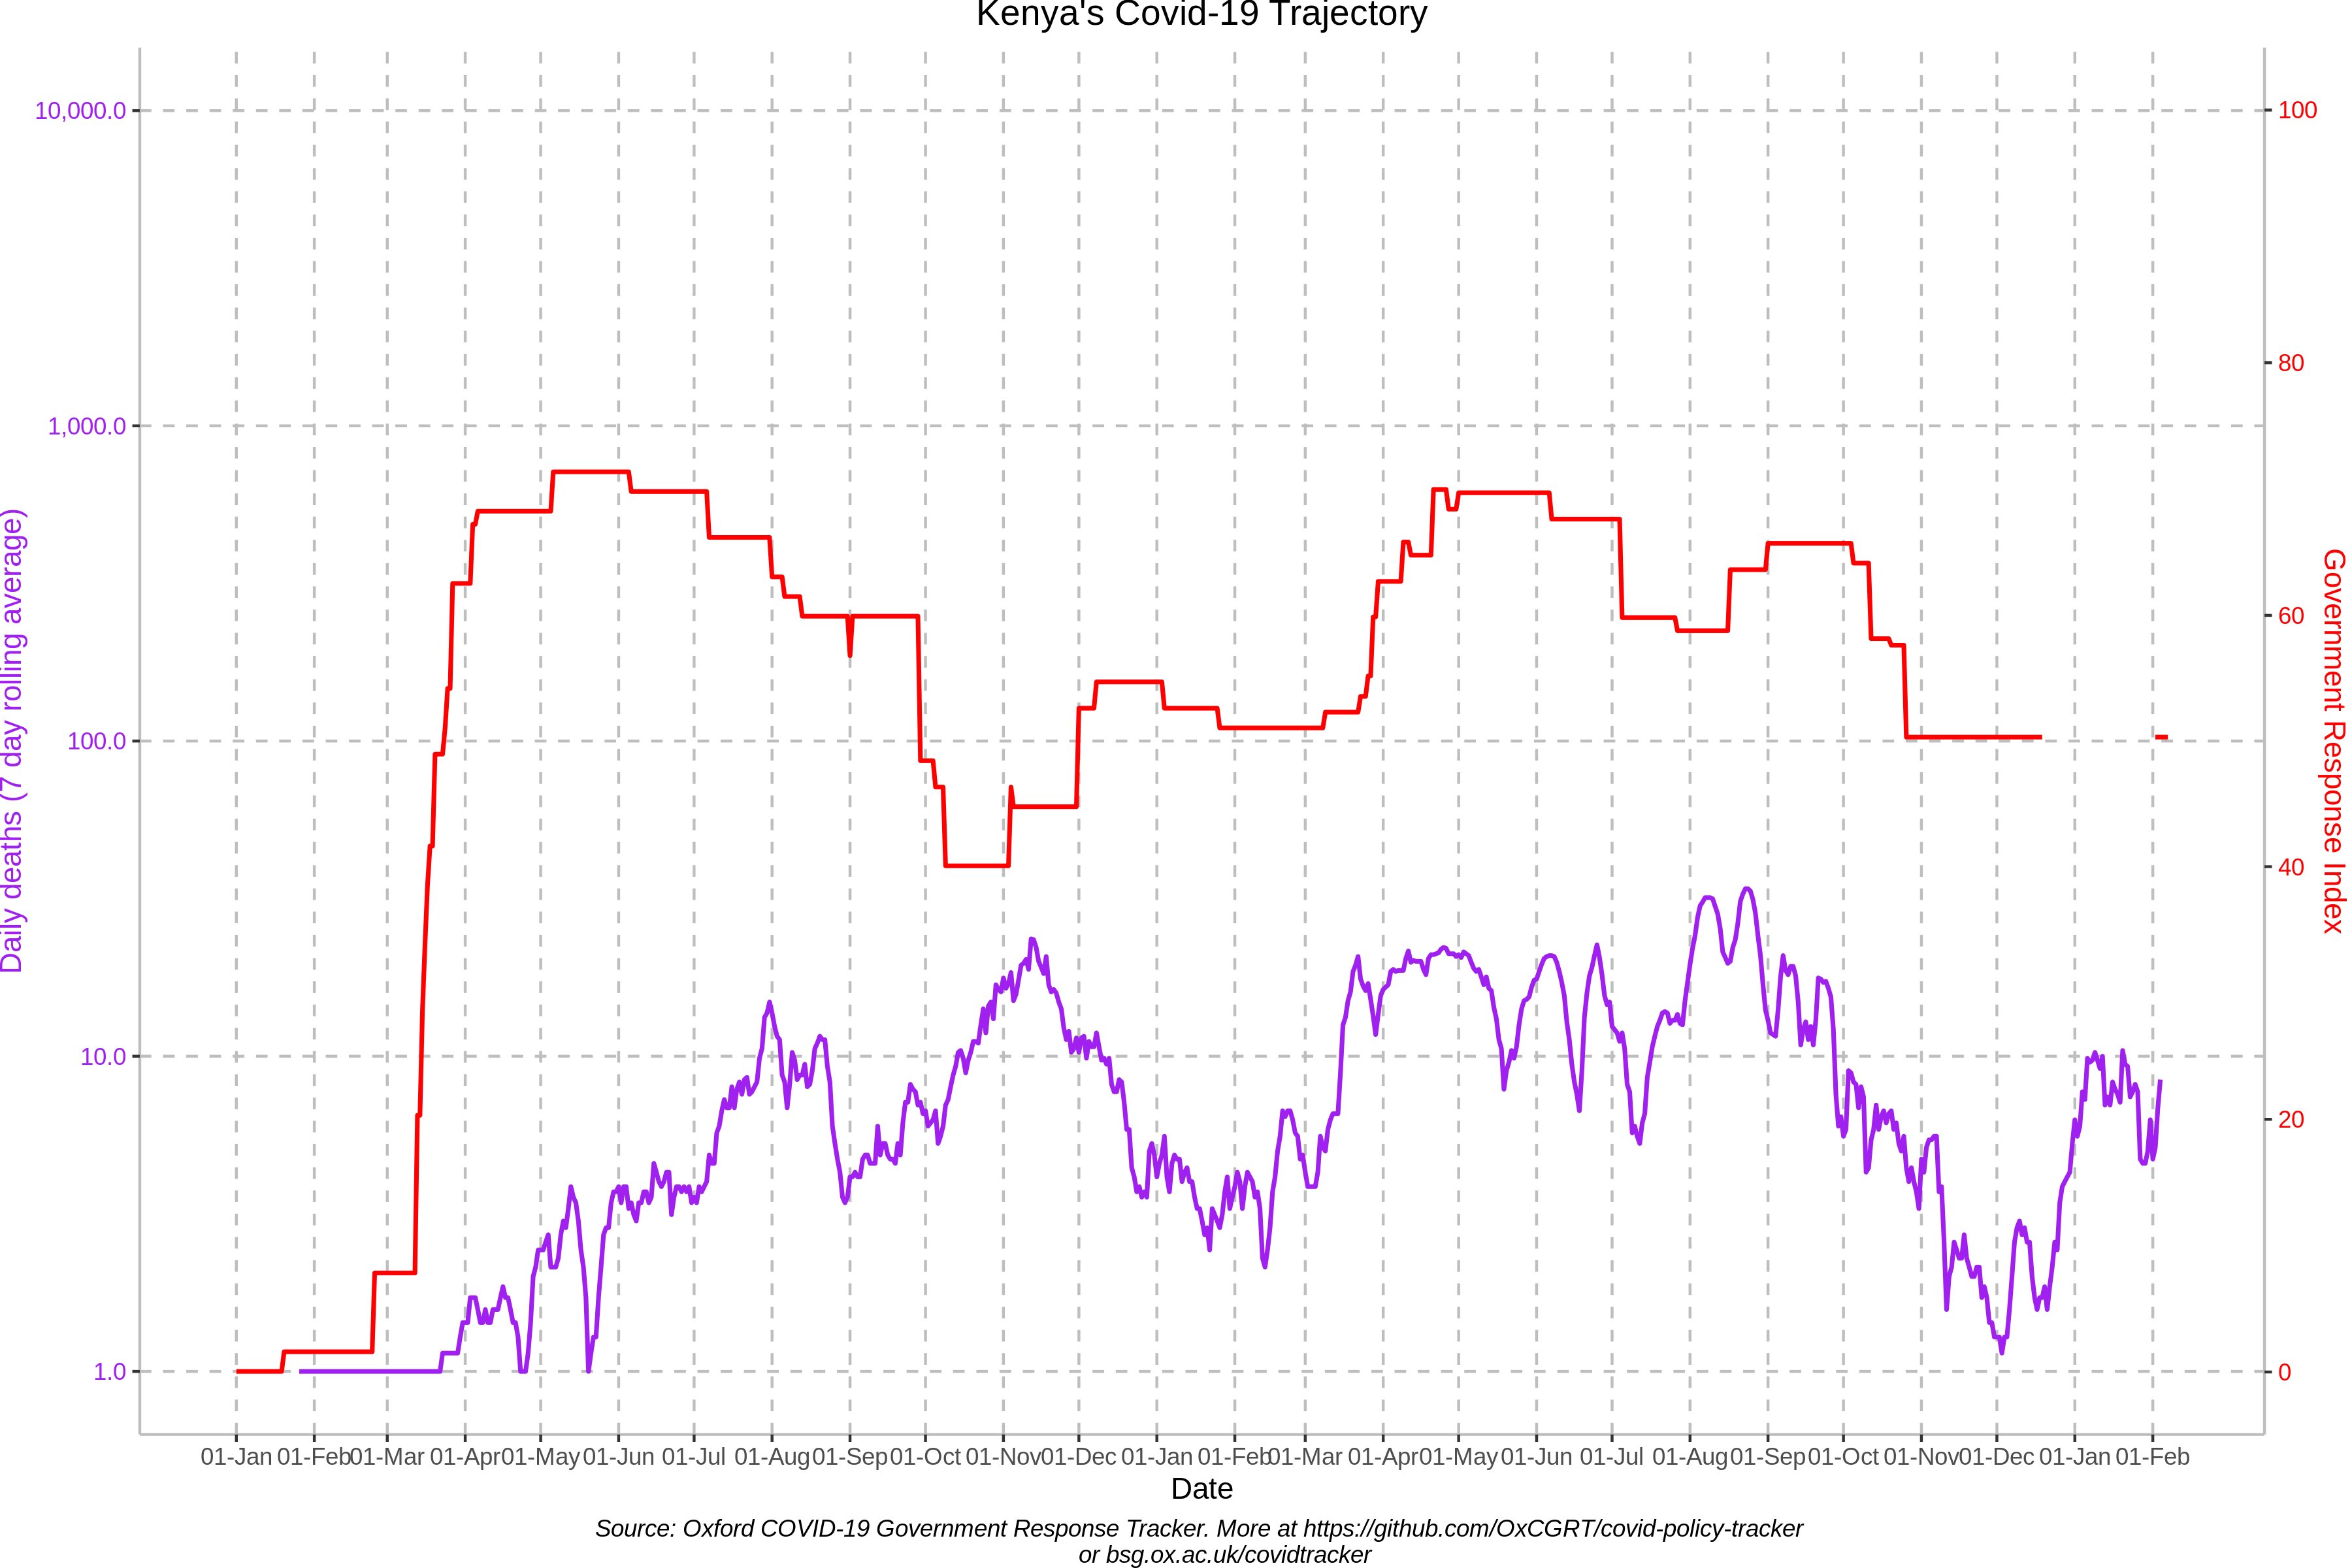 Kenya's Covid-19 Trajectory
10,000.0
1,000.0
100.0
10.0
1.0
Daily deaths (7 day rolling average)
100
80
60
40
20
0
Government Response Index
01-Jan 01-Feb 01-Mar 01-Apr 01-May 01-Jun 01-Jul 01-Aug 01-Sep 01-Oct 01-Nov 01-Dec 01-Jan 01-Feb 01-Mar 01-Apr 01-May 01-Jun 01-Jul 01-Aug 01-Sep 01-Oct 01-Nov 01-Dec 01-Jan 01-Feb
Date
Source: Oxford COVID-19 Government Response Tracker. More at https://github.com/OxCGRT/covid-policy-tracker
or bsg.ox.ac.uk/covidtracker